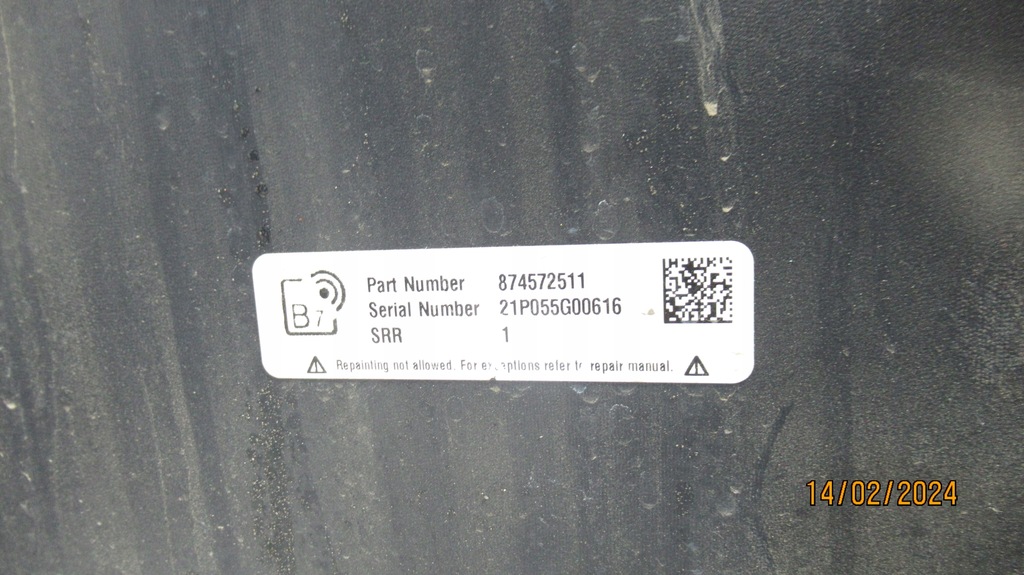 B7
Part Number 874572511
Serial Number 21P055G00616
SRR 1
Repainting not allowed. For exceptions refer to repair manual.
14/02/2024